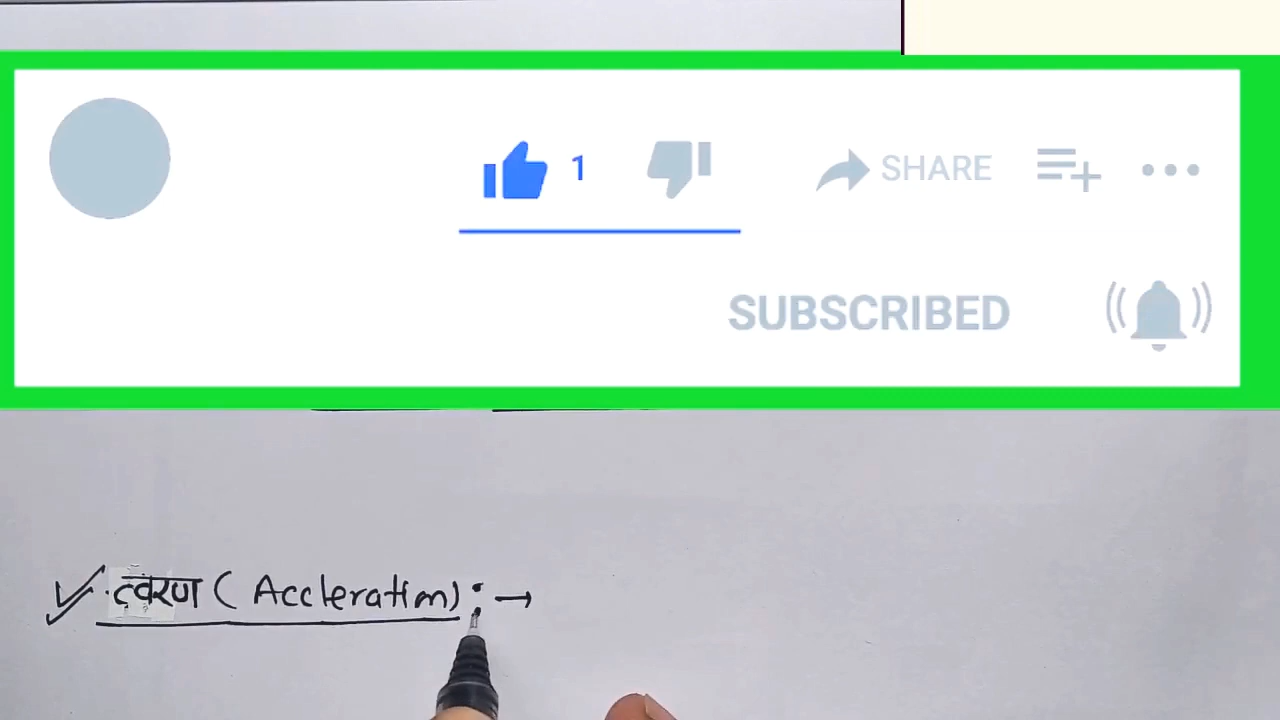 1 SHARE
SUBSCRIBED
त्वरण ( Accleration) : →